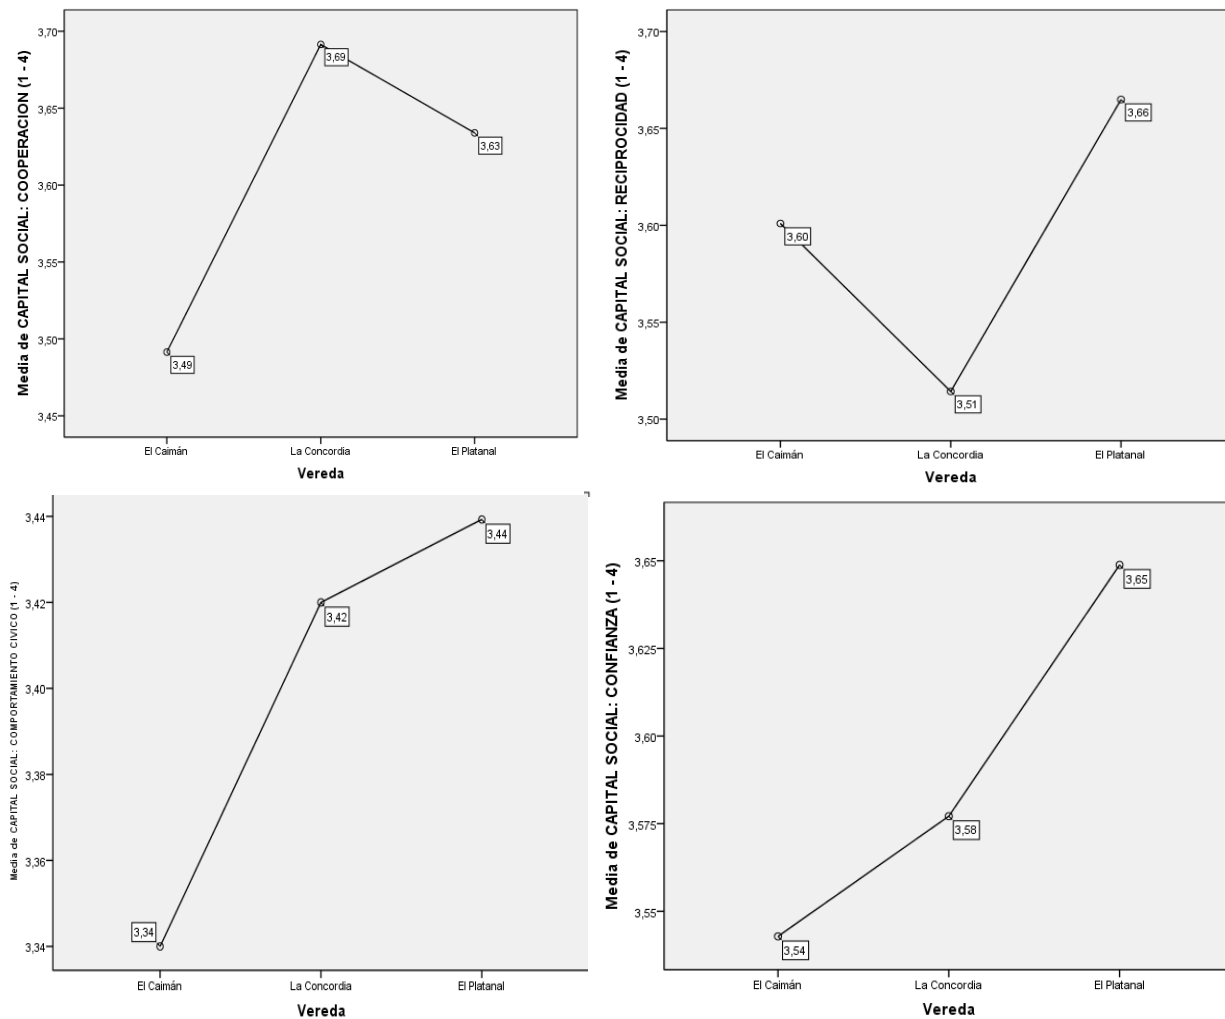 Media de CAPITAL SOCIAL: COOPERACION (1 - 4)
3,70
3,65
3,60
3,55
3,50
3,45
3,69
3,63
3,49
El Caimán
La Concordia
El Platanal
Vereda
Media de CAPITAL SOCIAL: RECIPROCIDAD (1 - 4)
3,70
3,65
3,60
3,55
3,50
3,66
3,60
3,51
El Caimán
La Concordia
El Platanal
Vereda
Media de CAPITAL SOCIAL: COMPORTAMIENTO CIVICO (1 - 4)
3,44
3,42
3,40
3,38
3,36
3,34
3,44
3,42
3,34
El Caimán
La Concordia
El Platanal
Vereda
Media de CAPITAL SOCIAL: CONFIANZA (1 - 4)
3,65
3,625
3,60
3,575
3,55
3,65
3,58
3,54
El Caimán
La Concordia
El Platanal
Vereda